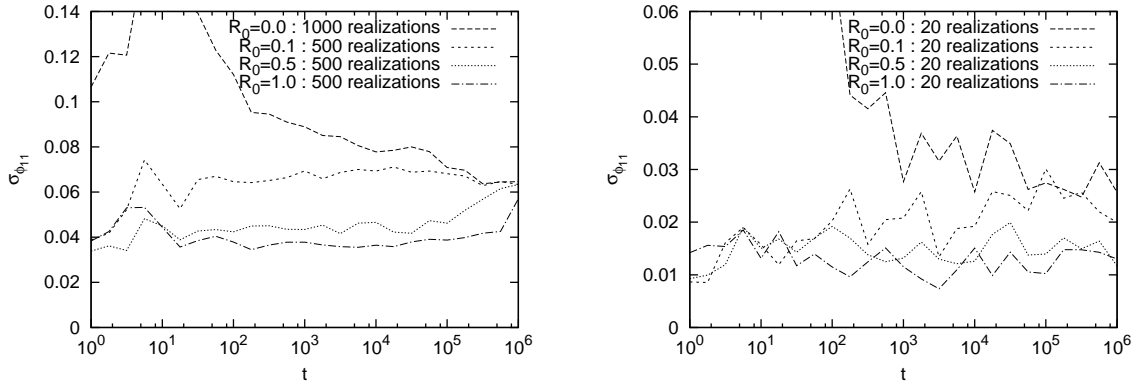 0.14
0.12
0.1
0.08
0.06
0.04
0.02
0
σϕ11
R0=0.0 : 1000 realizations
R0=0.1 : 500 realizations
R0=0.5 : 500 realizations
R0=1.0 : 500 realizations
10^0 10^1 10^2 10^3 10^4 10^5 10^6
t
0.06
0.05
0.04
0.03
0.02
0.01
0
σϕ11
R0=0.0 : 20 realizations
R0=0.1 : 20 realizations
R0=0.5 : 20 realizations
R0=1.0 : 20 realizations
10^0 10^1 10^2 10^3 10^4 10^5 10^6
t